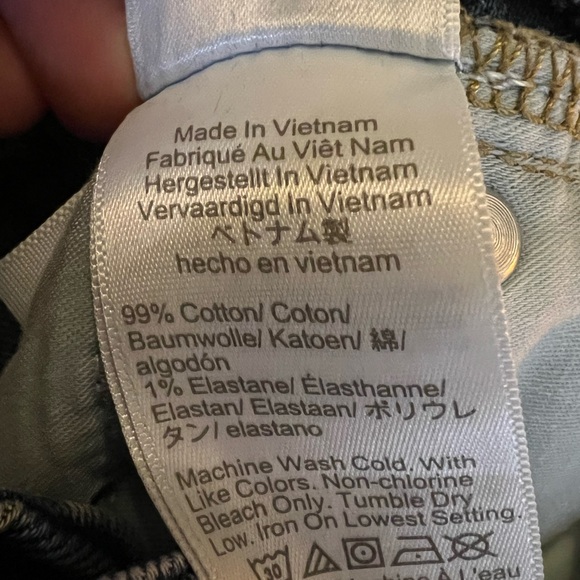 Made In Vietnam
Fabriqué Au Viêt Nam
Hergestellt In Vietnam
Vervaardigd In Vietnam
ベトナム製
hecho en vietnam
99% Cotton/ Coton/
Baumwolle/ Katoen/ 綿/
algodón
1% Elastane/ Élasthanne/
Elastan/ Elastaan/ ポリウレ
タン/ elastano
Machine Wash Cold. With
Like Colors. Non-chlorine
Bleach Only. Tumble Dry
Low. Iron On Lowest Setting.
30
À L'eau